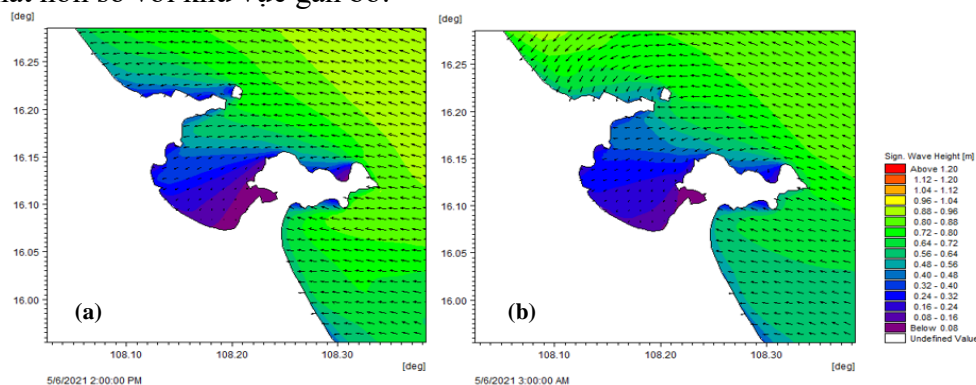 so với khu vực gần bờ.
[deg]
16.25
16.20
16.15
16.10
16.05
16.00
(a)
108.10
108.20
108.30
[deg]
5/6/2021 2:00:00 PM
[deg]
16.25
16.20
16.15
16.10
16.05
16.00
(b)
108.10
108.20
108.30
[deg]
5/6/2021 3:00:00 AM
Sign. Wave Height [m]
Above 1.20
1.12 - 1.20
1.04 - 1.12
0.96 - 1.04
0.88 - 0.96
0.80 - 0.88
0.72 - 0.80
0.64 - 0.72
0.56 - 0.64
0.48 - 0.56
0.40 - 0.48
0.32 - 0.40
0.24 - 0.32
0.16 - 0.24
0.08 - 0.16
Below 0.08
Undefined Value